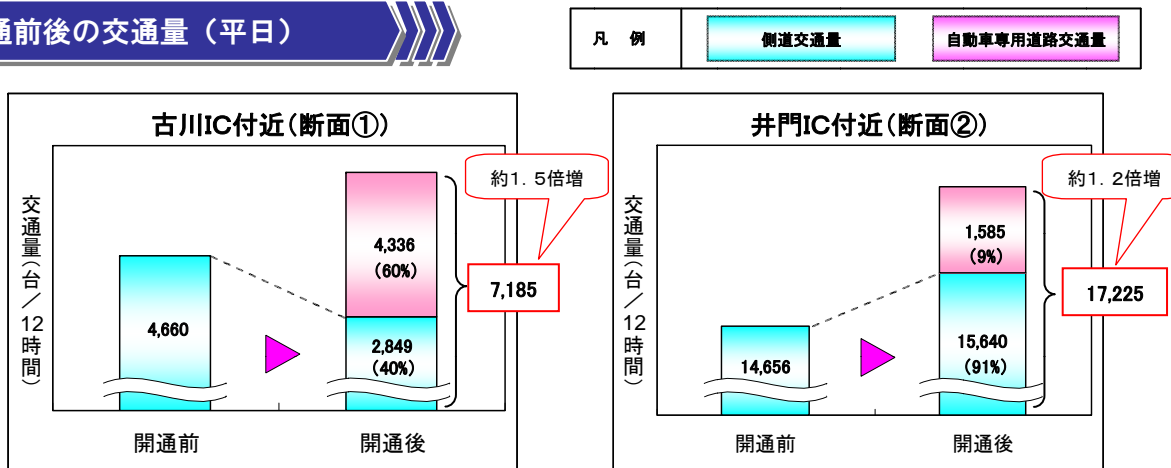 通前後の交通量（平日）
凡 例
側道交通量
自動車専用道路交通量
古川IC付近（断面①）
交通量（台／12時間）
4,660
4,336
(60%)
2,849
(40%)
約1．5倍増
7,185
開通前
開通後
井門IC付近（断面②）
交通量（台／12時間）
14,656
1,585
(9%)
15,640
(91%)
約1．2倍増
17,225
開通前
開通後